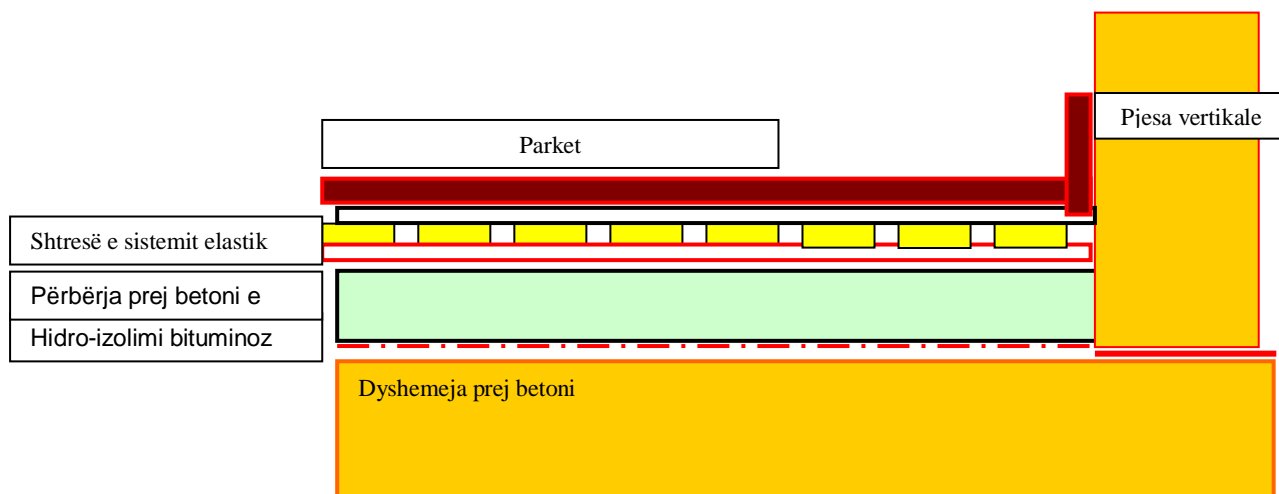 Pjesa vertikale
Parket
Shtresë e sistemit elastik
Përbërja prej betoni e
Hidro-izolimi bituminoz
Dyshemeja prej betoni